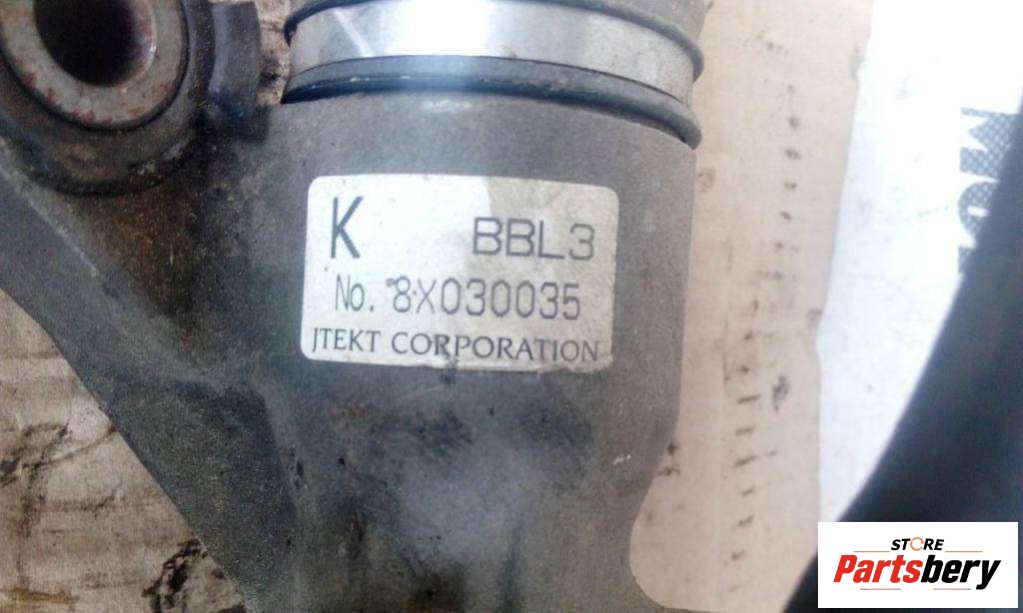 K BBL3
No. 8X030035
JTEKT CORPORATION
STORE
Partsbery